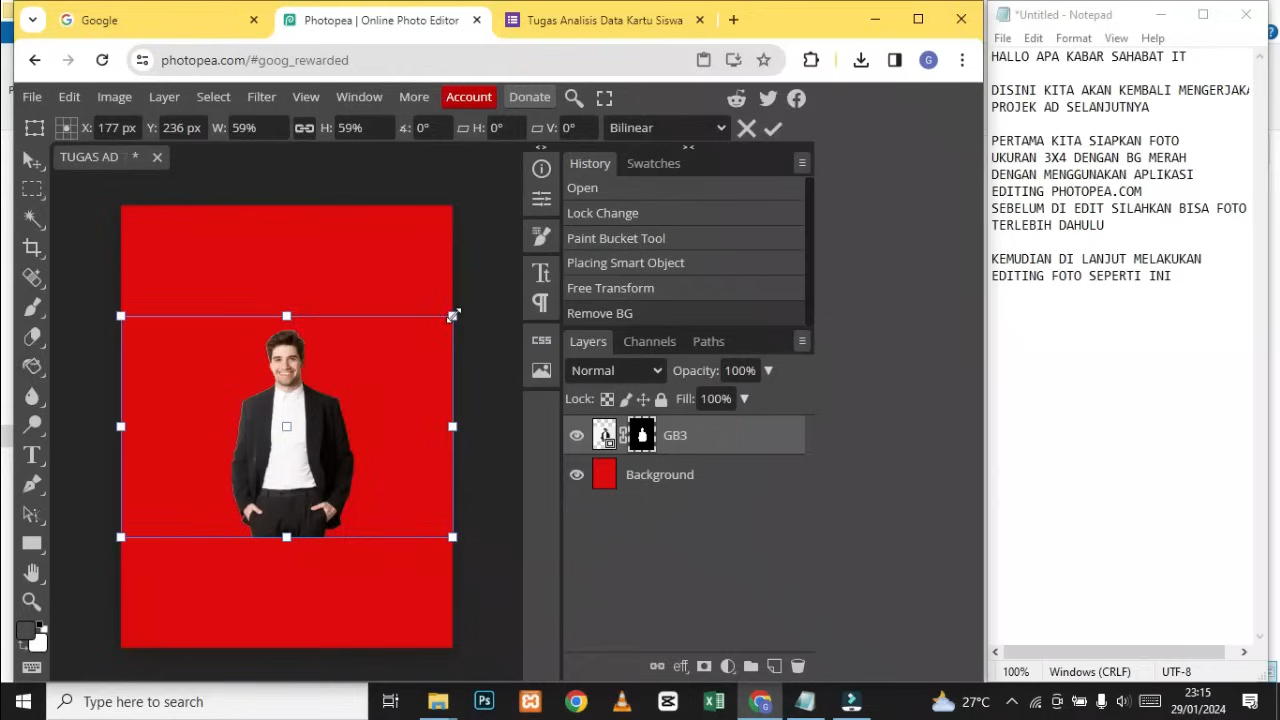 Google
Photopea | Online Photo Editor
Tugas Analisis Data Kartu Siswa
*Untitled - Notepad
photopea.com/#goog_rewarded
G
File Edit Format View Help
File Edit Image Layer Select Filter View Window More Account Donate
X: 177 px Y: 236 px W: 59% H: 59% ∡: 0° H: 0° V: 0° Bilinear
TUGAS AD *
History Swatches
Open
Lock Change
Paint Bucket Tool
Placing Smart Object
Free Transform
Remove BG
CSS
Layers Channels Paths
Normal Opacity: 100%
Lock: Fill: 100%
GB3
Background
eff
HALLO APA KABAR SAHABAT IT
DISINI KITA AKAN KEMBALI MENGERJAKA
PROJEK AD SELANJUTNYA
PERTAMA KITA SIAPKAN FOTO
UKURAN 3X4 DENGAN BG MERAH
DENGAN MENGGUNAKAN APLIKASI
EDITING PHOTOPEA.COM
SEBELUM DI EDIT SILAHKAN BISA FOTO
TERLEBIH DAHULU
KEMUDIAN DI LANJUT MELAKUKAN
EDITING FOTO SEPERTI INI
100% Windows (CRLF) UTF-8
Type here to search
Ps
27°C
23:15
29/01/2024